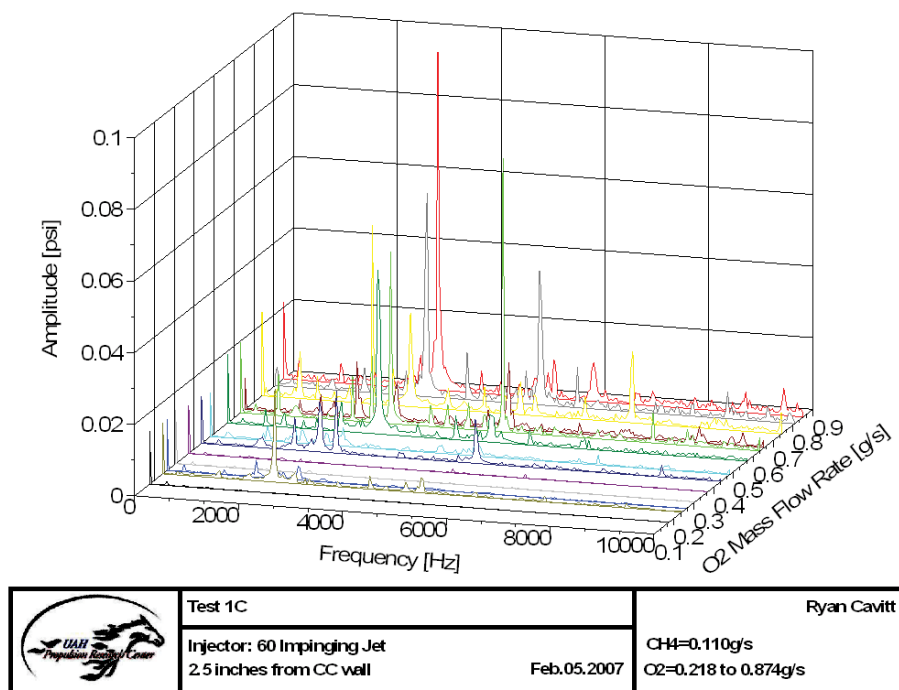 0.1
0.08
0.06
0.04
0.02
0
Amplitude [psi]
0
2000
4000
6000
8000
10000
Frequency [Hz]
0.1
0.2
0.3
0.4
0.5
0.6
0.7
0.8
0.9
O2 Mass Flow Rate [g/s]
UAH
Propulsion Research Center
Test 1C
Injector: 60 Impinging Jet
2.5 inches from CC wall
Feb.05.2007
Ryan Cavitt
CH4=0.110g/s
O2=0.218 to 0.874g/s